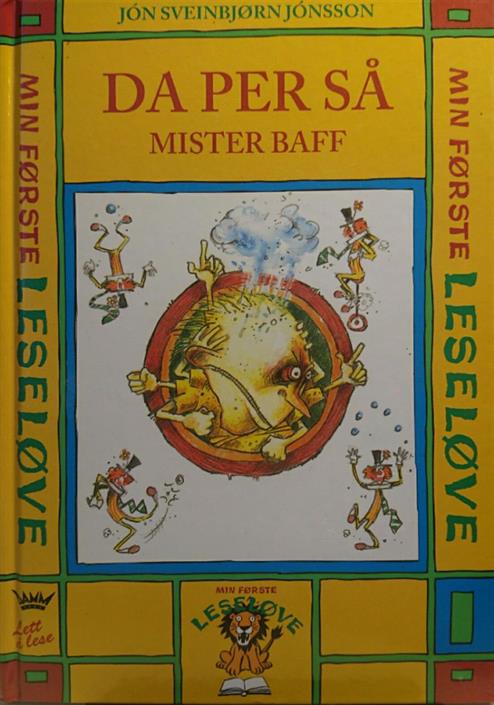 JÓN SVEINBJØRN JÓNSSON
DA PER SÅ
MISTER BAFF
MIN FØRSTE LESELØVE
MIN FØRSTE LESELØVE
DAMM
Lett å lese
MIN FØRSTE
LESELØVE